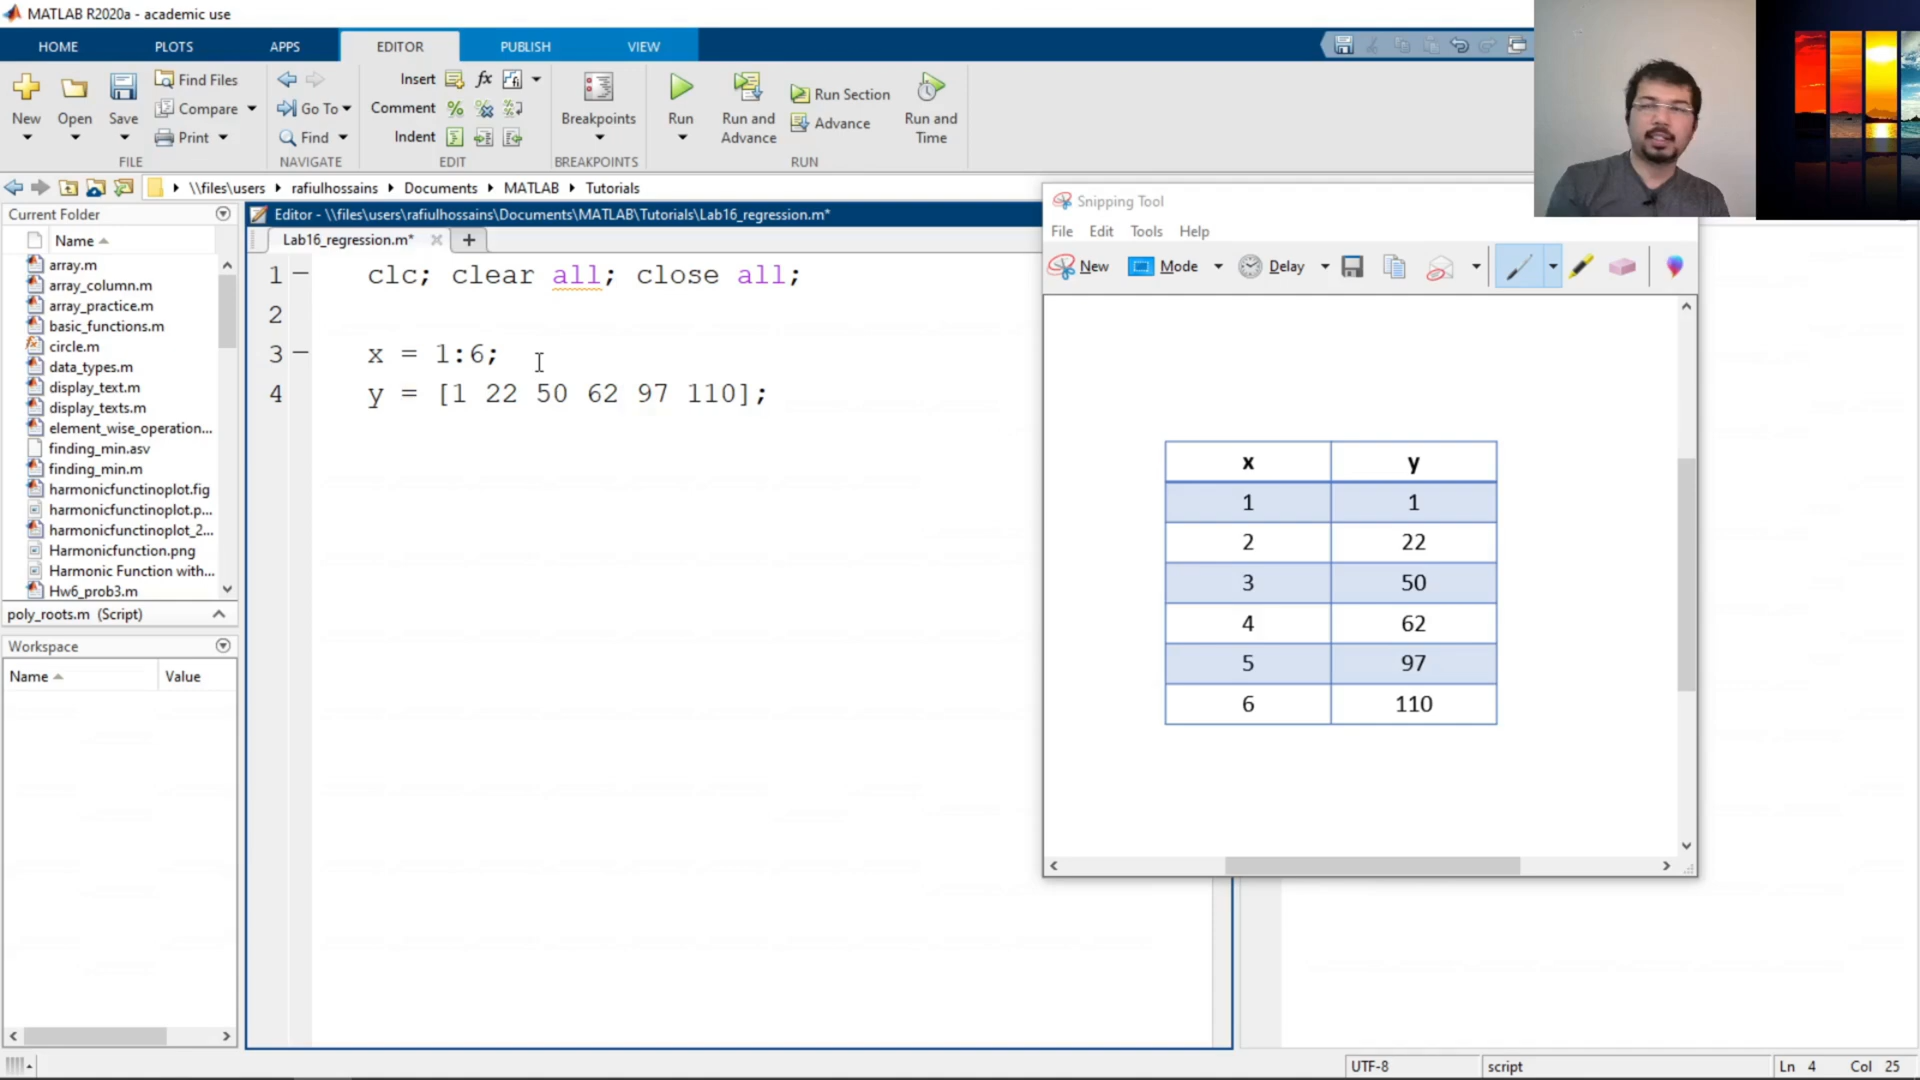 MATLAB R2020a - academic use
HOME PLOTS APPS EDITOR PUBLISH VIEW
New Open Save Find Files Compare Print
FILE
Go To Find
NAVIGATE
Insert fx
Comment %
Indent
EDIT
Breakpoints
BREAKPOINTS
Run Run and Advance Run Section Advance Run and Time
RUN
\\files\users rafiulhossains Documents MATLAB Tutorials
Current Folder
Name
array.m
array_column.m
array_practice.m
basic_functions.m
circle.m
data_types.m
display_text.m
display_texts.m
element_wise_operation...
finding_min.asv
finding_min.m
harmonicfunctinoplot.fig
harmonicfunctinoplot.p...
harmonicfunctinoplot_2...
Harmonicfunction.png
Harmonic Function with...
Hw6_prob3.m
poly_roots.m (Script)
Workspace
Name Value
Editor - \\files\users\rafiulhossains\Documents\MATLAB\Tutorials\Lab16_regression.m*
Lab16_regression.m*
1 clc; clear all; close all;
2
3 x = 1:6;
4 y = [1 22 50 62 97 110];
Snipping Tool
File Edit Tools Help
New Mode Delay
x y
1 1
2 22
3 50
4 62
5 97
6 110
UTF-8 script Ln 4 Col 25